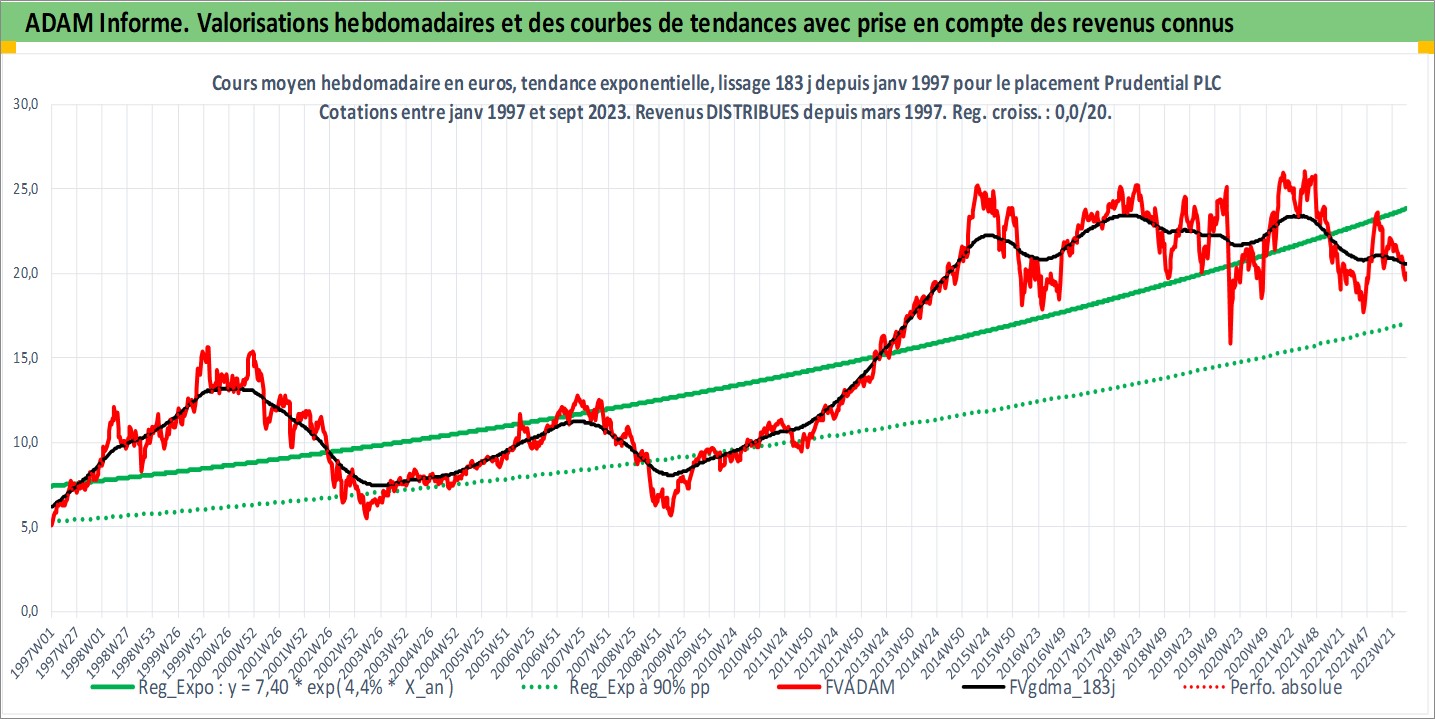 ADAM Informe. Valorisations hebdomadaires et des courbes de tendances avec prise en compte des revenus connus
Cours moyen hebdomadaire en euros, tendance exponentielle, lissage 183 j depuis janv 1997 pour le placement Prudential PLC
Cotations entre janv 1997 et sept 2023. Revenus DISTRIBUES depuis mars 1997. Reg. croiss. : 0,0/20.
30,0
25,0
20,0
15,0
10,0
5,0
0,0
1997W01
1997W27
1998W01
1998W27
1998W53
1999W26
1999W52
2000W26
2000W52
2001W26
2001W52
2002W26
2002W52
2003W26
2003W52
2004W26
2004W52
2005W25
2005W51
2006W25
2006W51
2007W25
2007W51
2008W25
2008W51
2009W25
2009W51
2010W24
2010W50
2011W24
2011W50
2012W24
2012W50
2013W24
2013W50
2014W24
2014W50
2015W24
2015W50
2016W23
2016W49
2017W23
2017W49
2018W23
2018W49
2019W23
2019W49
2020W23
2020W49
2021W22
2021W48
2022W21
2022W47
2023W21
Reg_Expo : y = 7,40 * exp( 4,4% * X_an )
Reg_Exp à 90% pp
FVADAM
FVgdma_183j
Perfo. absolue